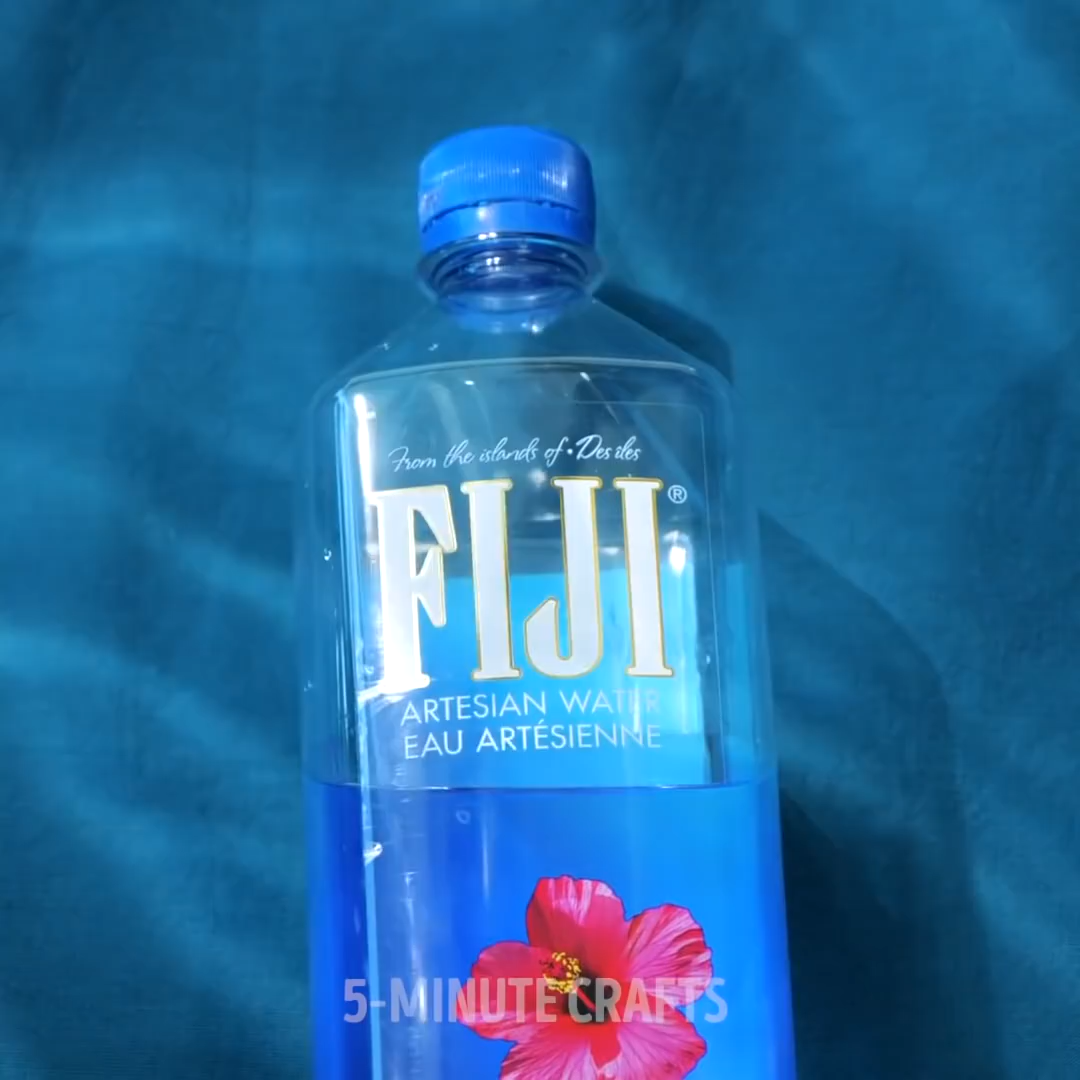 From the islands of • Des îles
FIJI®
ARTESIAN WATER
EAU ARTÉSIENNE
5-MINUTE CRAFTS